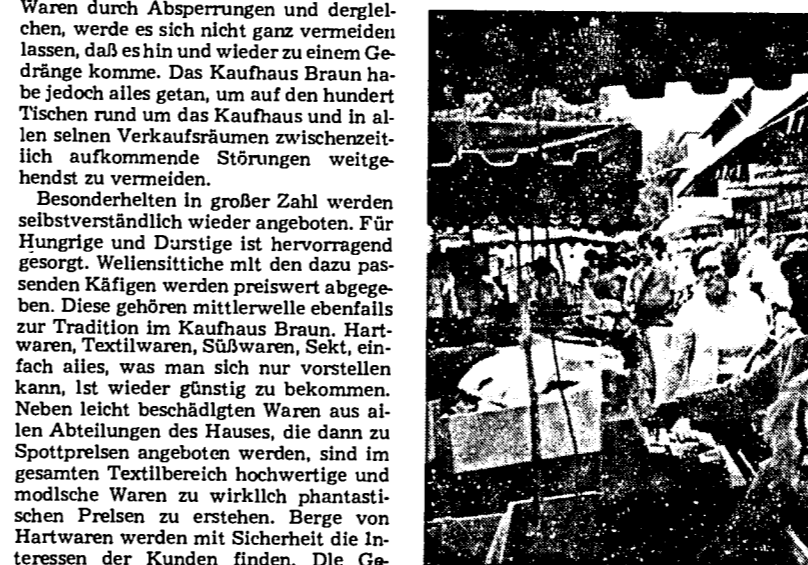 Waren durch Absperrungen und derglei-
chen, werde es sich nicht ganz vermeiden
lassen, daß es hin und wieder zu einem Ge-
dränge komme. Das Kaufhaus Braun ha-
be jedoch alles getan, um auf den hundert
Tischen rund um das Kaufhaus und in al-
len seinen Verkaufsräumen zwischenzeit-
lich aufkommende Störungen weitge-
hendst zu vermeiden.
Besonderheiten in großer Zahl werden
selbstverständlich wieder angeboten. Für
Hungrige und Durstige ist hervorragend
gesorgt. Wellensittiche mit den dazu pas-
senden Käfigen werden preiswert abgege-
ben. Diese gehören mittlerweile ebenfalls
zur Tradition im Kaufhaus Braun. Hart-
waren, Textilwaren, Süßwaren, Sekt, ein-
fach alles, was man sich nur vorstellen
kann, ist wieder günstig zu bekommen.
Neben leicht beschädigten Waren aus al-
len Abteilungen des Hauses, die dann zu
Spottpreisen angeboten werden, sind im
gesamten Textilbereich hochwertige und
modische Waren zu wirklich phantasti-
schen Preisen zu erstehen. Berge von
Hartwaren werden mit Sicherheit die In-
teressen der Kunden finden. Die Ge-